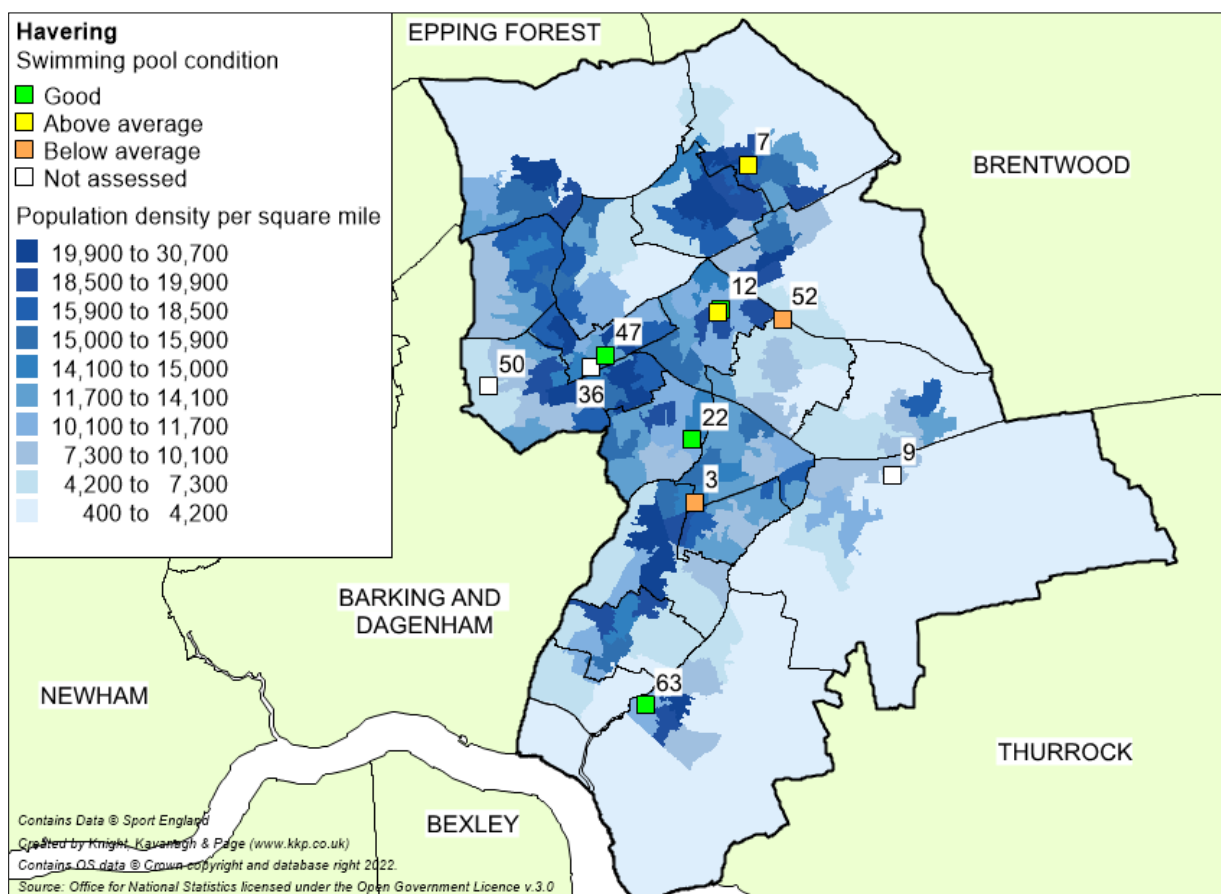 Havering
Swimming pool condition
Good
Above average
Below average
Not assessed
Population density per square mile
19,900 to 30,700
18,500 to 19,900
15,900 to 18,500
15,000 to 15,900
14,100 to 15,000
11,700 to 14,100
10,100 to 11,700
7,300 to 10,100
4,200 to 7,300
400 to 4,200
EPPING FOREST
BRENTWOOD
7
12
52
47
50
36
22
9
3
BARKING AND
DAGENHAM
NEWHAM
63
THURROCK
BEXLEY
Contains Data ® Sport England
Created by Knight, Kavanagh & Page (www.kkp.co.uk)
Contains OS data ® Crown copyright and database right 2022.
Source: Office for National Statistics licensed under the Open Government Licence v.3.0